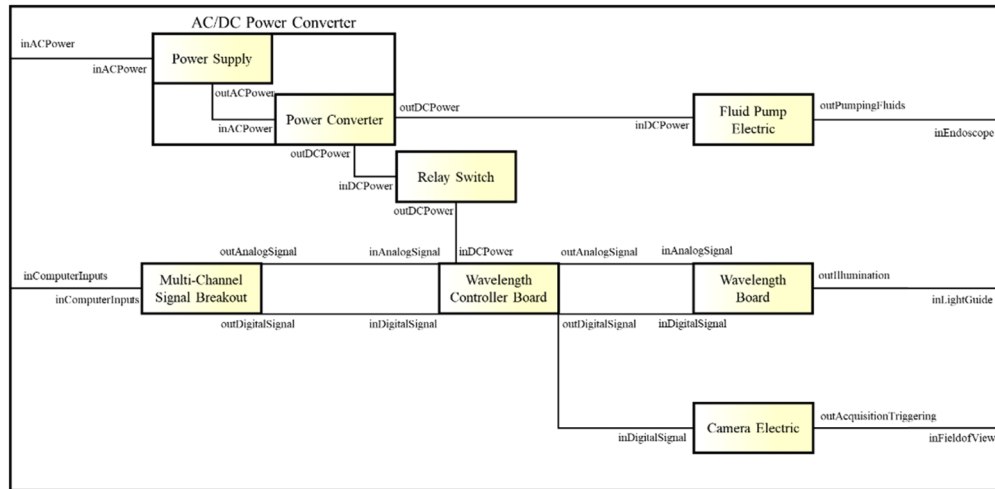 AC/DC Power Converter
inACPower
inACPower
Power Supply
outACPower
inACPower
Power Converter
outDCPower
inDCPower
Fluid Pump
Electric
outPumpingFluids
inEndoscope
outDCPower
inDCPower
Relay Switch
outDCPower
inDCPower
inComputerInputs
inComputerInputs
Multi-Channel
Signal Breakout
outAnalogSignal
inAnalogSignal
outDigitalSignal
inDigitalSignal
Wavelength
Controller Board
outAnalogSignal
inAnalogSignal
outDigitalSignal
inDigitalSignal
Wavelength
Board
outIllumination
inLightGuide
inDigitalSignal
Camera Electric
outAcquisitionTriggering
inFieldofView